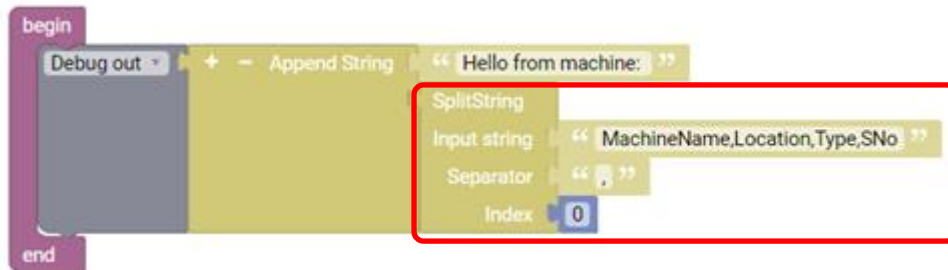 begin
Debug out + - Append String “ Hello from machine: ”
SplitString
Input string “ MachineName,Location,Type,SNo ”
Separator “ , ”
Index 0
end